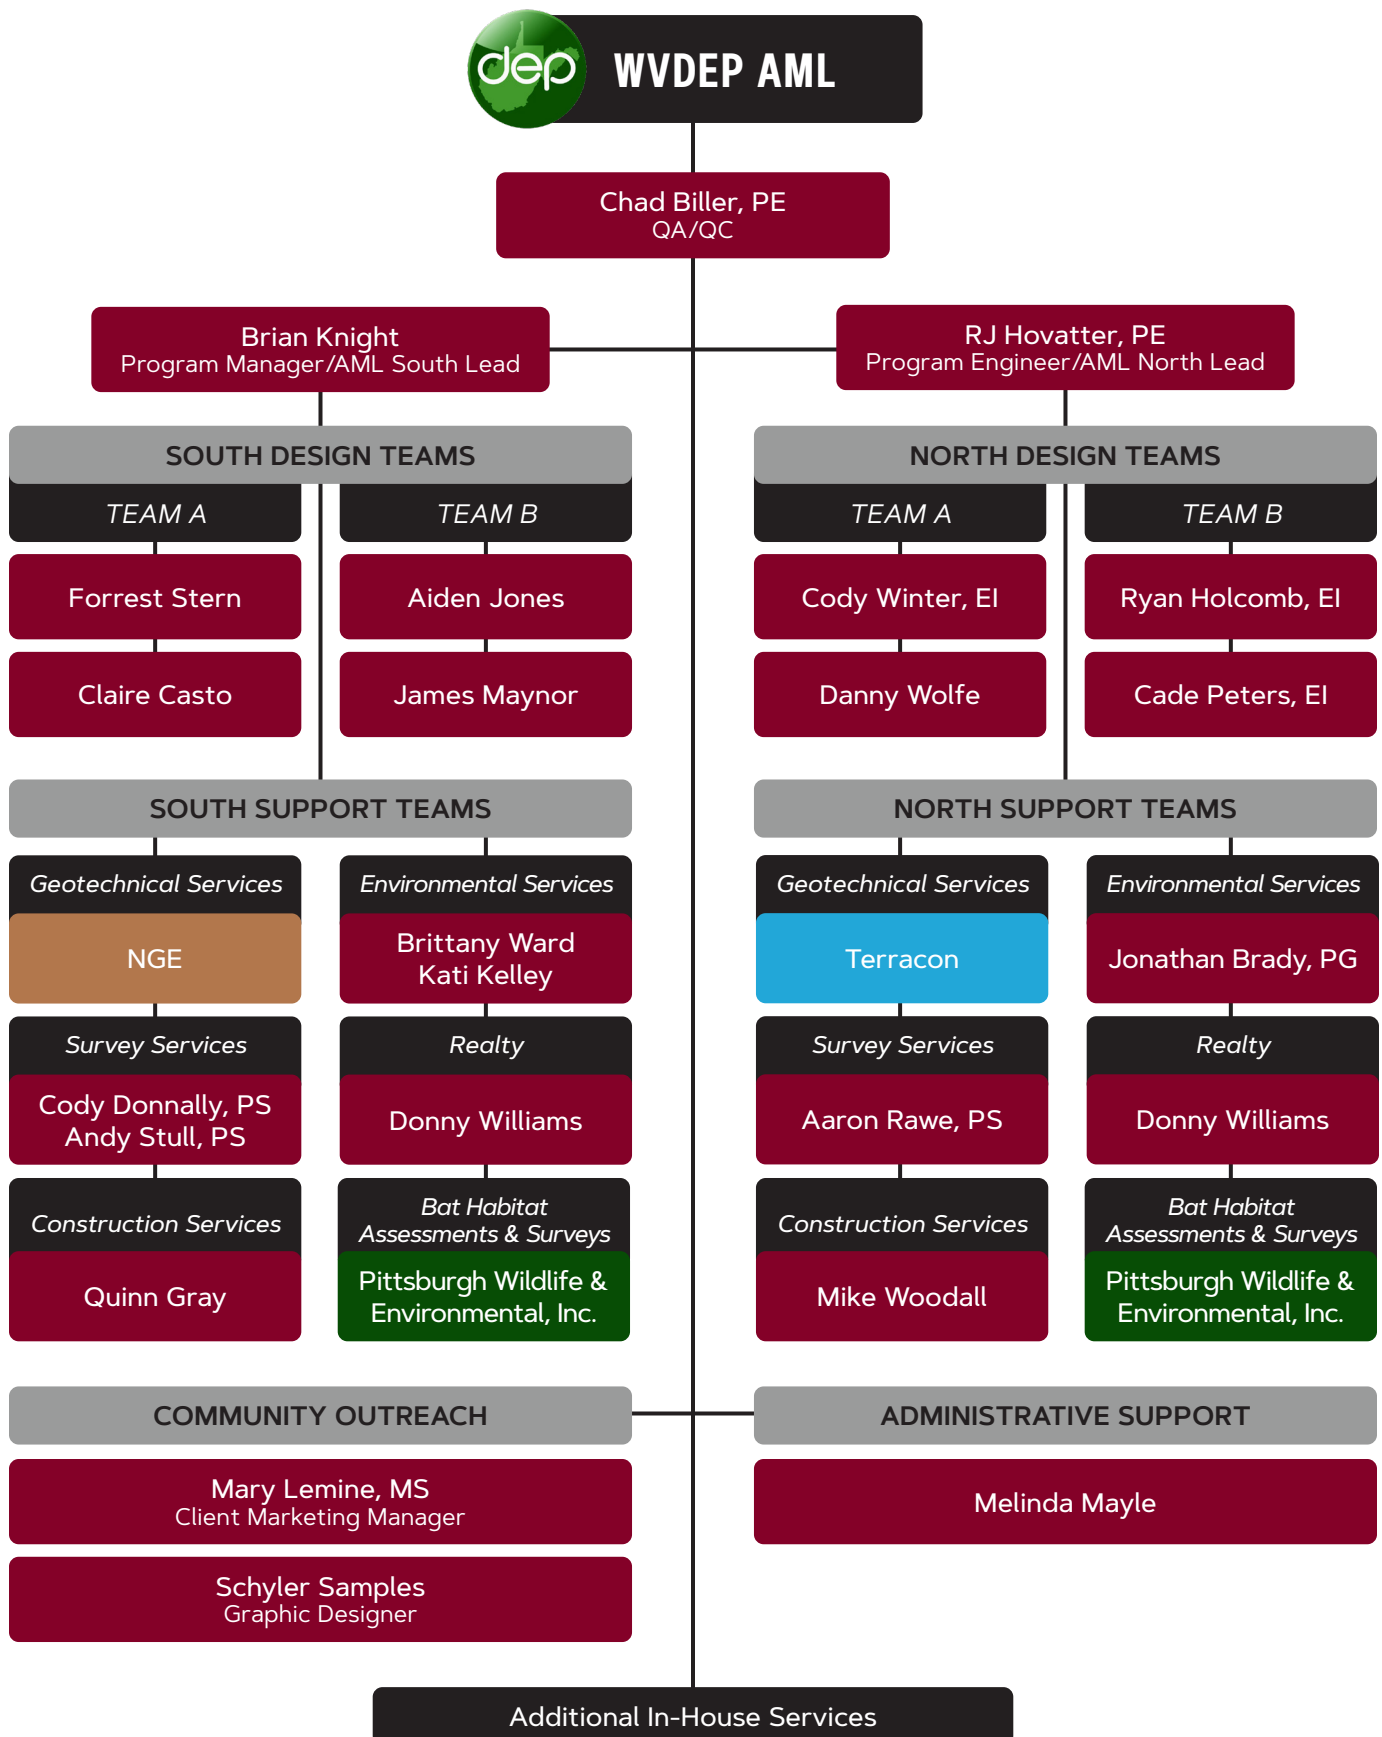 dep
WVDEP AML
Chad Biller, PE
QA/QC
Brian Knight
Program Manager/AML South Lead
RJ Hovatter, PE
Program Engineer/AML North Lead
SOUTH DESIGN TEAMS
TEAM A
TEAM B
Forrest Stern
Aiden Jones
Claire Casto
James Maynor
NORTH DESIGN TEAMS
TEAM A
TEAM B
Cody Winter, EI
Ryan Holcomb, EI
Danny Wolfe
Cade Peters, EI
SOUTH SUPPORT TEAMS
Geotechnical Services
NGE
Environmental Services
Brittany Ward
Kati Kelley
Survey Services
Cody Donnally, PS
Andy Stull, PS
Realty
Donny Williams
Construction Services
Quinn Gray
Bat Habitat
Assessments & Surveys
Pittsburgh Wildlife &
Environmental, Inc.
NORTH SUPPORT TEAMS
Geotechnical Services
Terracon
Environmental Services
Jonathan Brady, PG
Survey Services
Aaron Rawe, PS
Realty
Donny Williams
Construction Services
Mike Woodall
Bat Habitat
Assessments & Surveys
Pittsburgh Wildlife &
Environmental, Inc.
COMMUNITY OUTREACH
Mary Lemine, MS
Client Marketing Manager
Schyler Samples
Graphic Designer
ADMINISTRATIVE SUPPORT
Melinda Mayle
Additional In-House Services